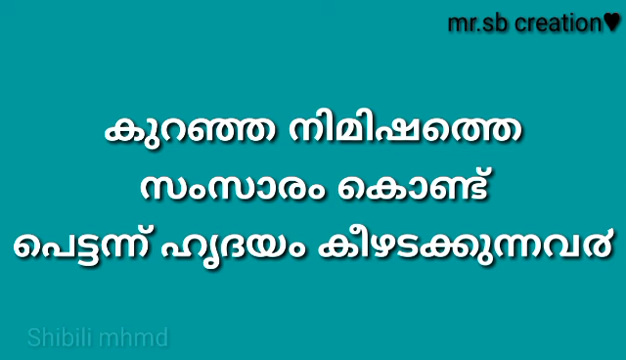 mr.sb creation♥
കുറഞ്ഞ നിമിഷത്തെ
സംസാരം കൊണ്ട്
പെട്ടന്ന് ഹൃദയം കീഴടക്കുന്നവർ
Shibili mhmd